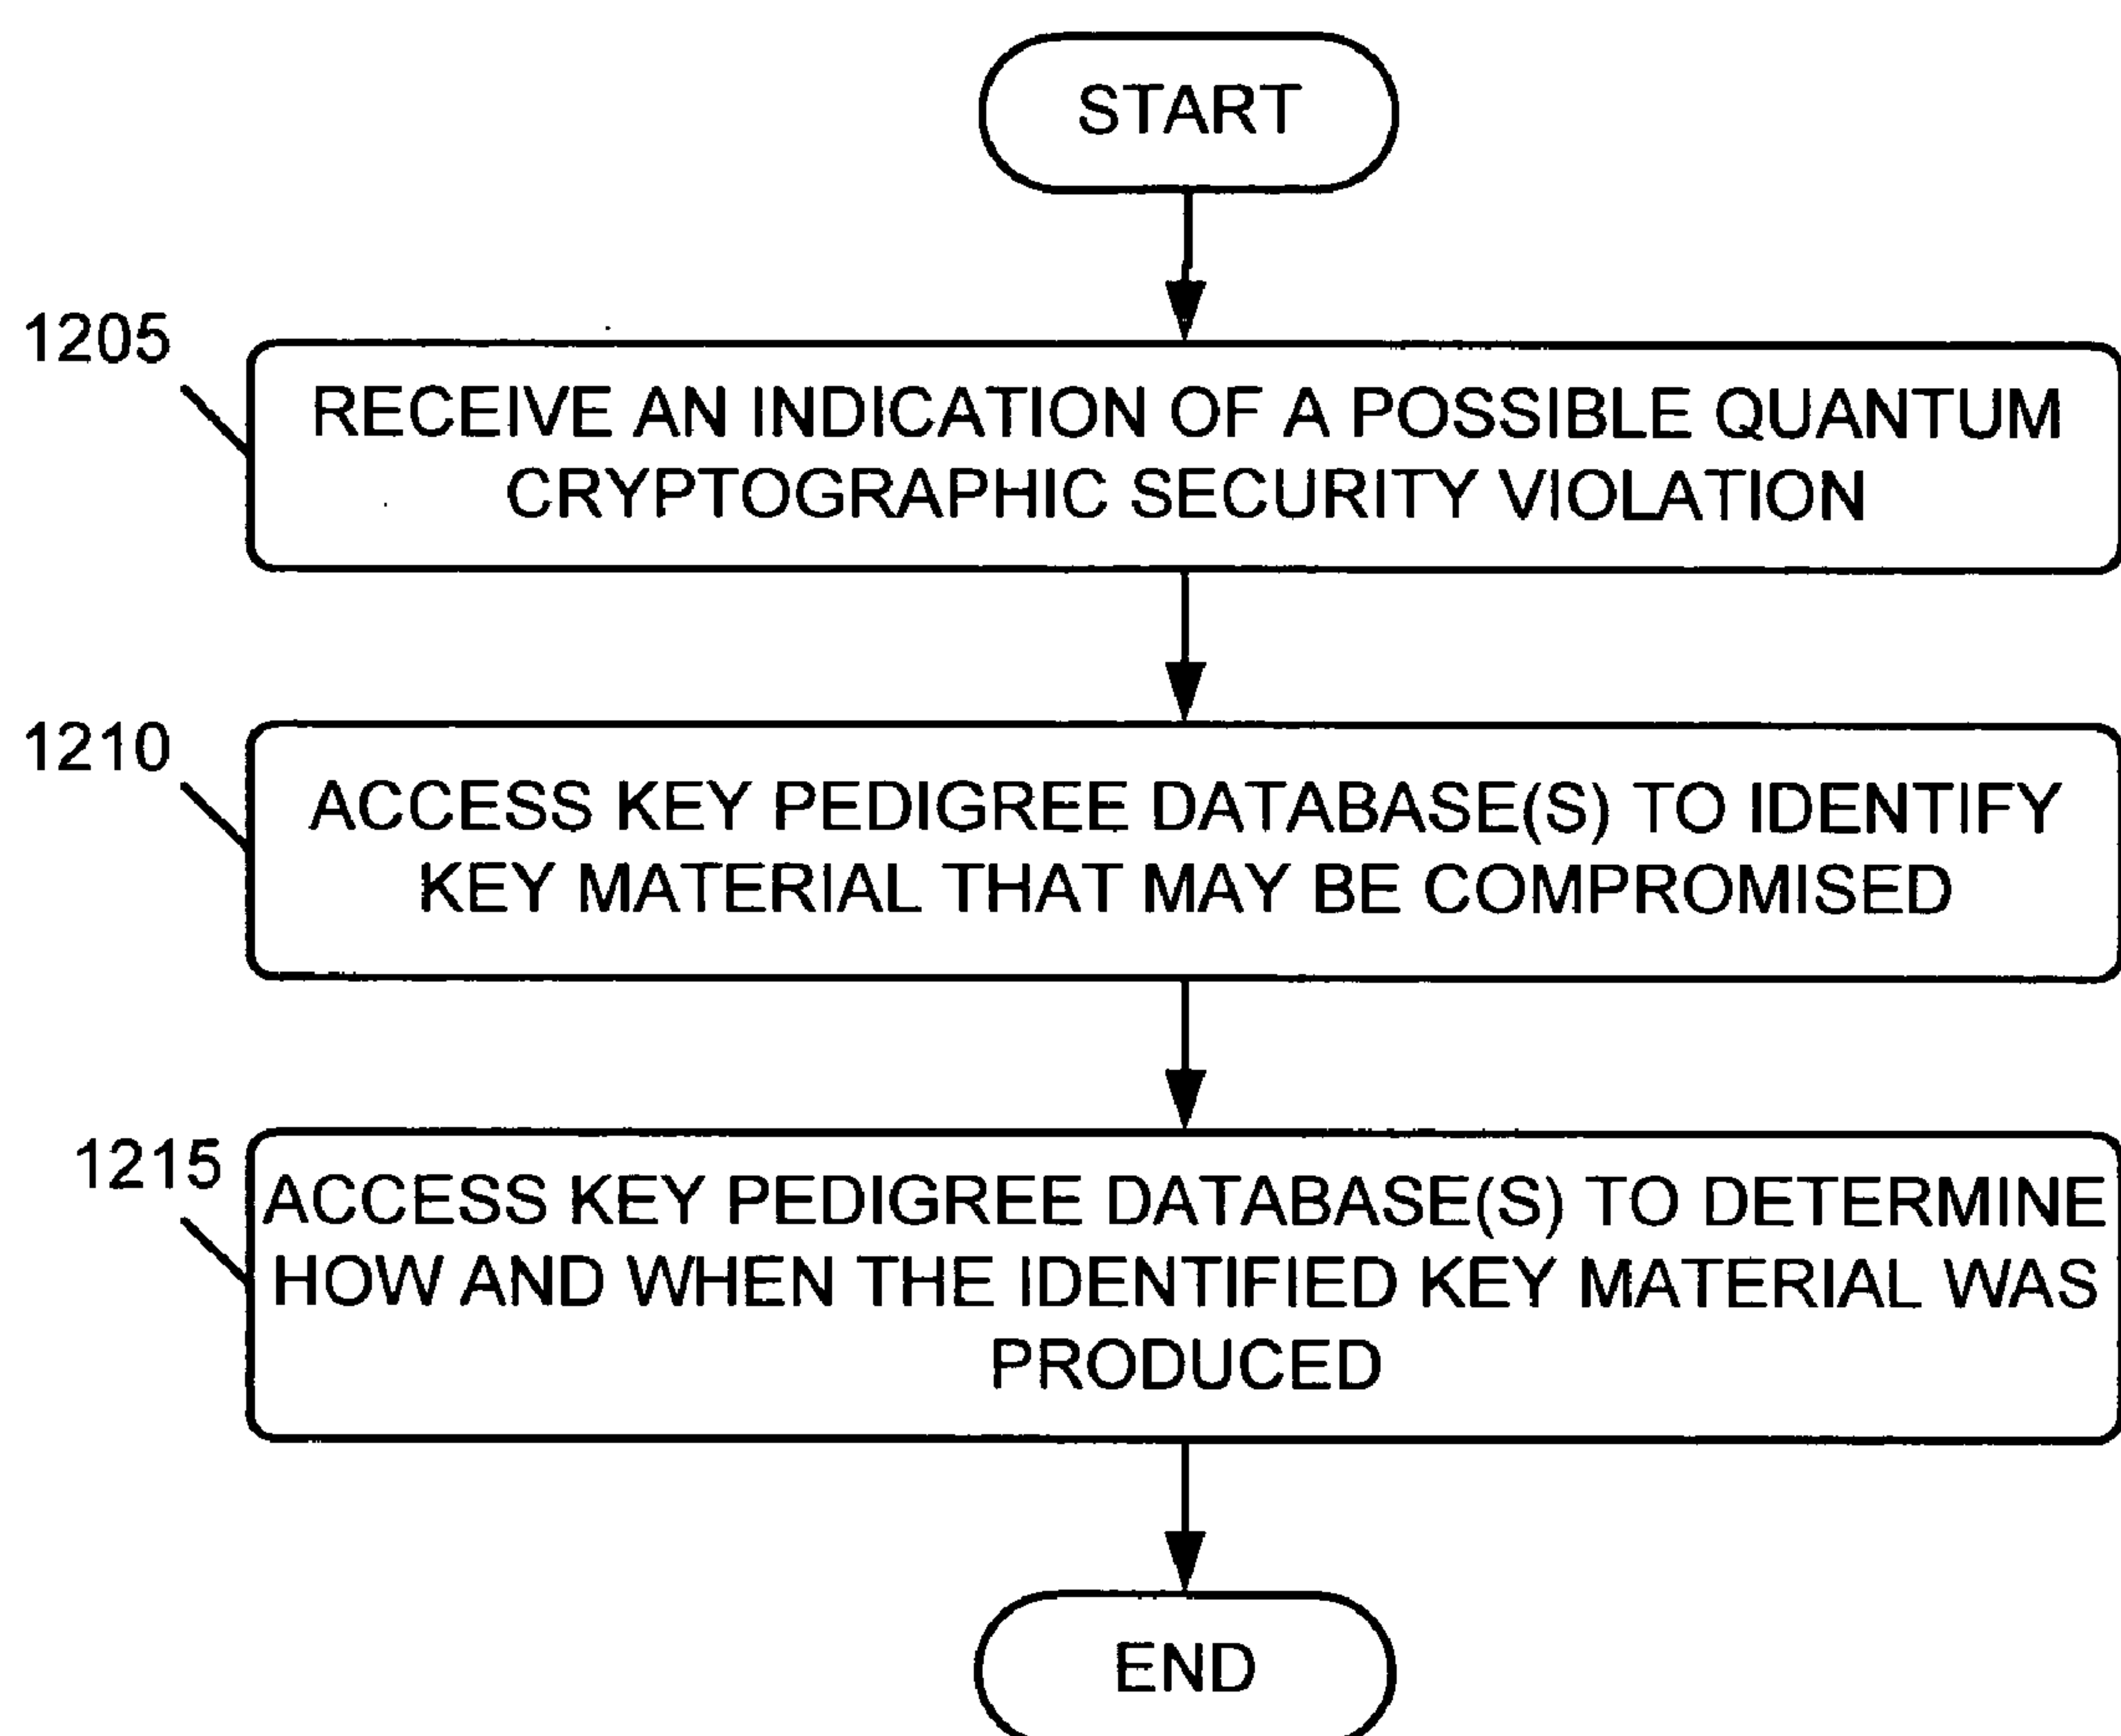 START
1205
RECEIVE AN INDICATION OF A POSSIBLE QUANTUM
CRYPTOGRAPHIC SECURITY VIOLATION
1210
ACCESS KEY PEDIGREE DATABASE(S) TO IDENTIFY
KEY MATERIAL THAT MAY BE COMPROMISED
1215
ACCESS KEY PEDIGREE DATABASE(S) TO DETERMINE
HOW AND WHEN THE IDENTIFIED KEY MATERIAL WAS
PRODUCED
END